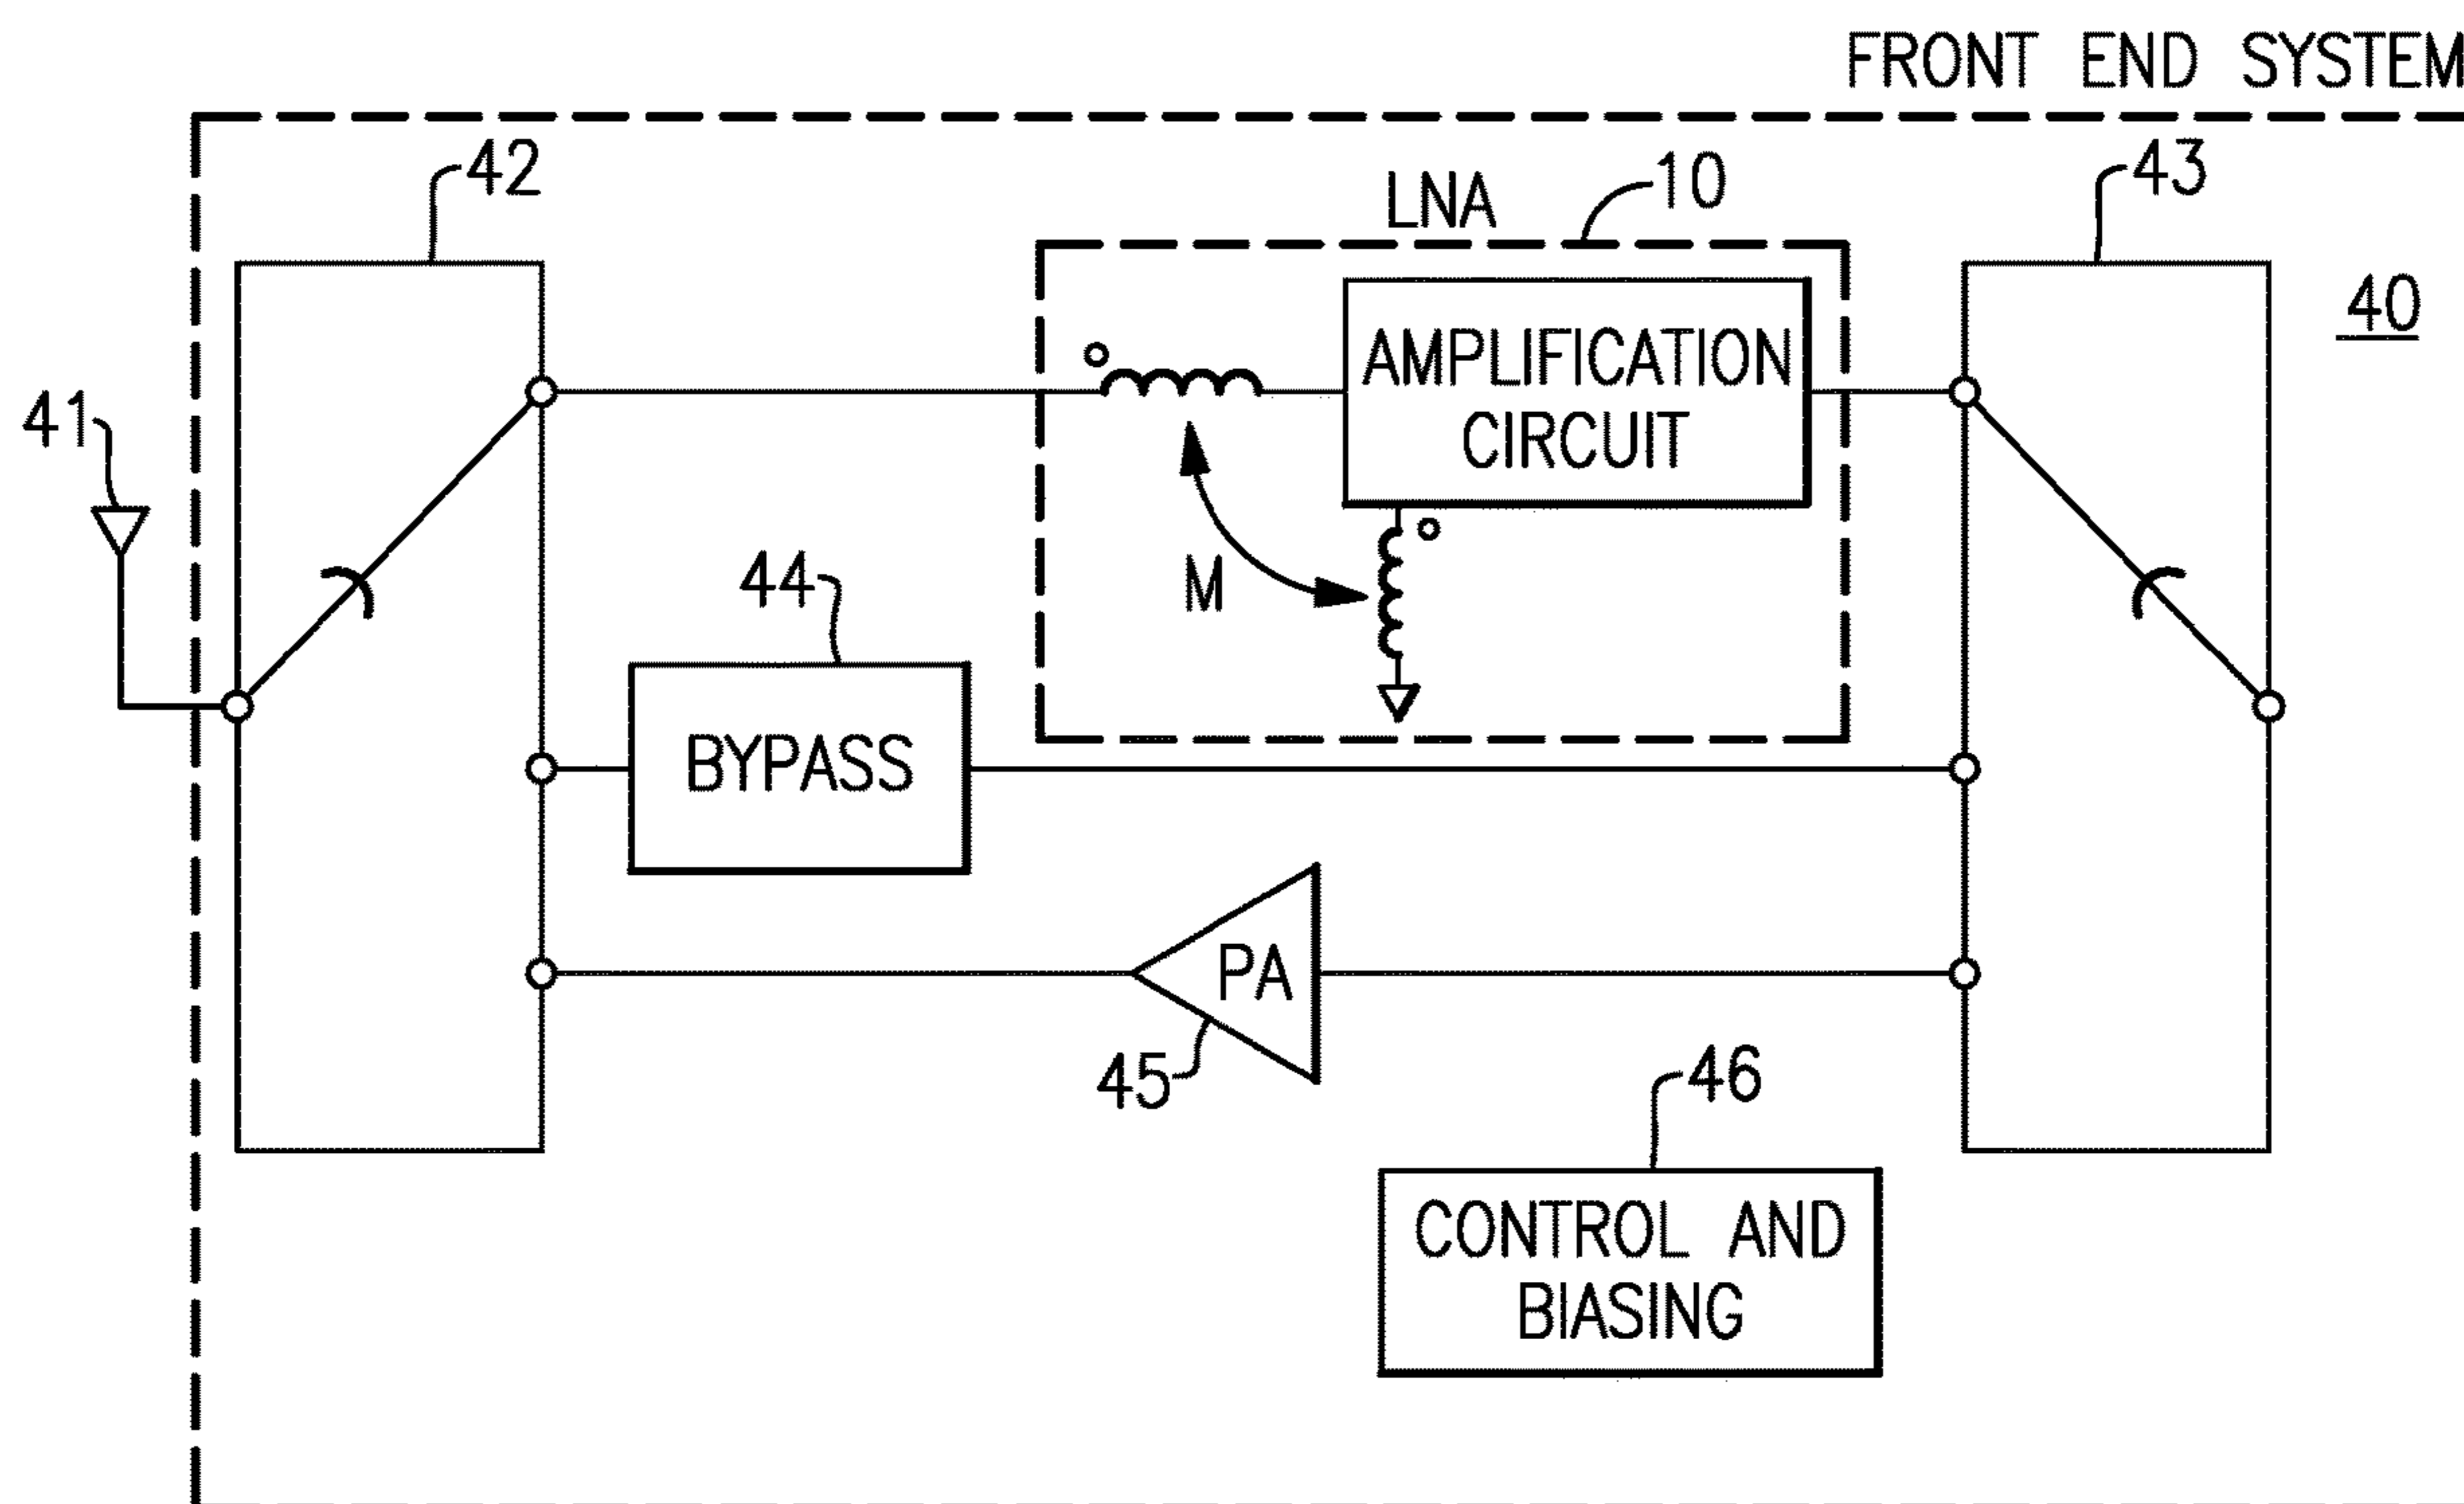 FRONT END SYSTEM
42
LNA
10
43
40
AMPLIFICATION
CIRCUIT
41
M
44
BYPASS
PA
45
46
CONTROL AND
BIASING